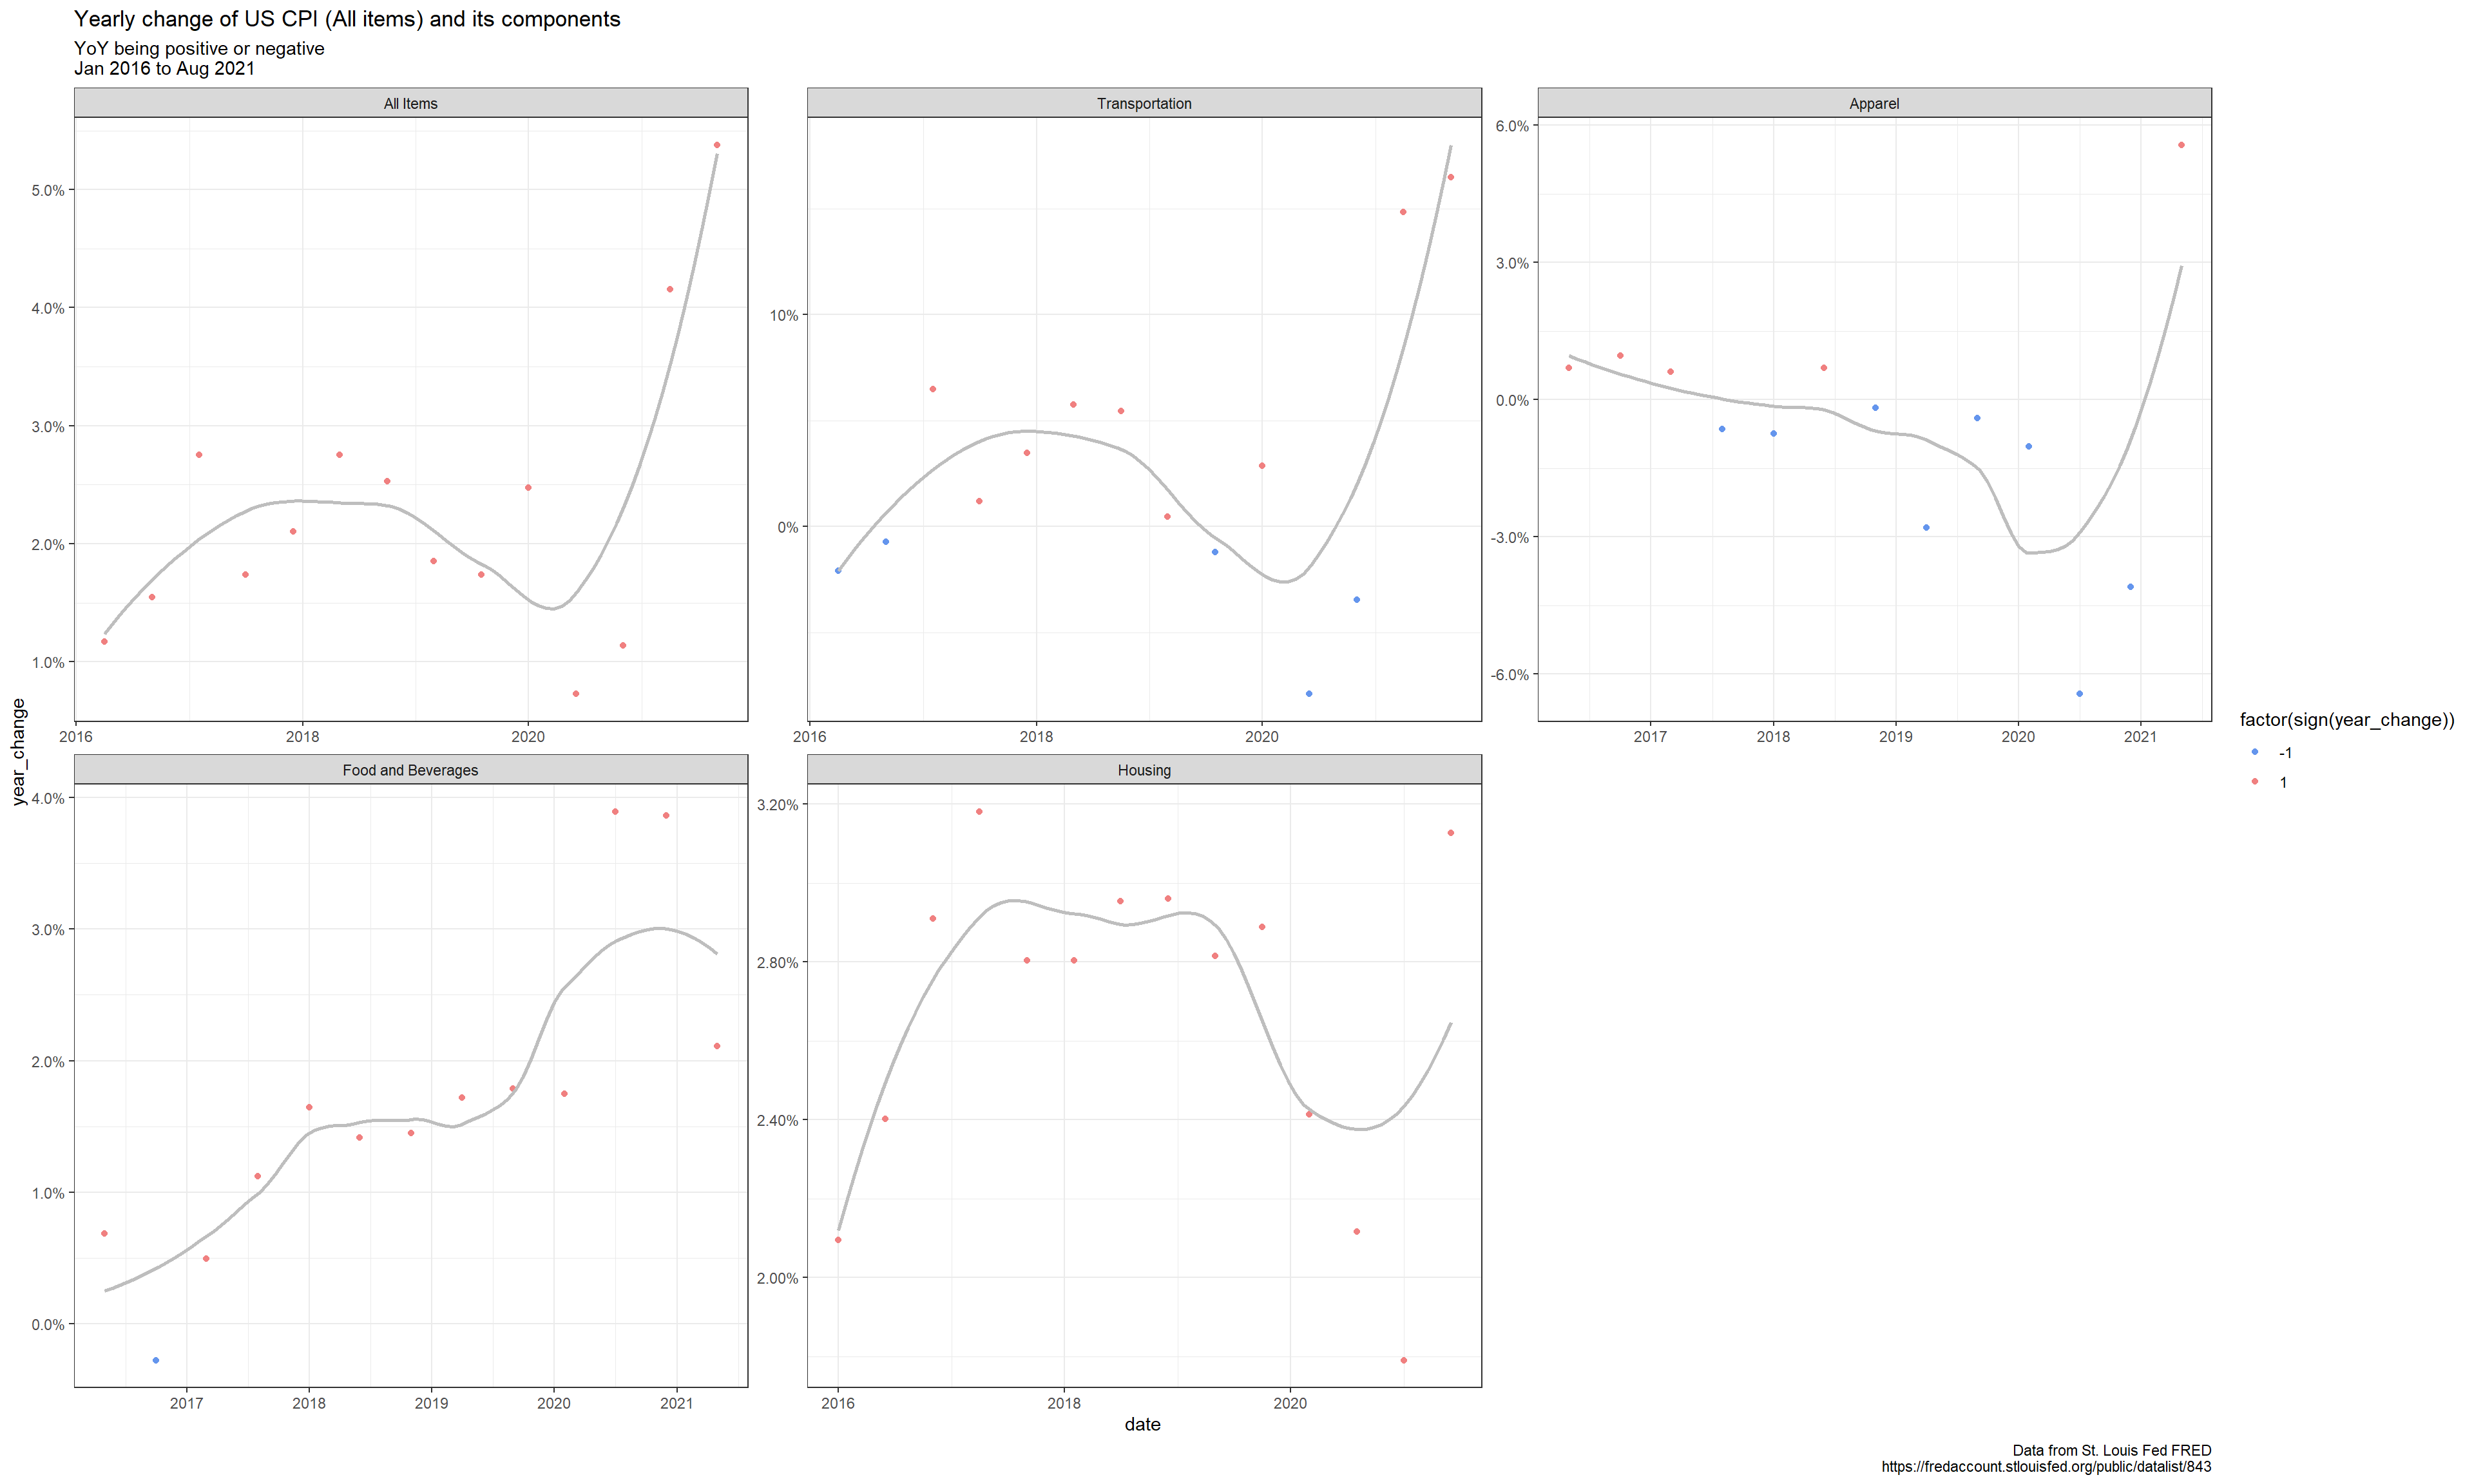 Yearly change of US CPI (All items) and its components
YoY being positive or negative
Jan 2016 to Aug 2021
All Items
5.0%
4.0%
3.0%
2.0%
1.0%
2016 2018 2020
Transportation
10%
0%
2016 2018 2020
Apparel
6.0%
3.0%
0.0%
-3.0%
-6.0%
2017 2018 2019 2020 2021
year_change
Food and Beverages
4.0%
3.0%
2.0%
1.0%
0.0%
2017 2018 2019 2020 2021
Housing
3.20%
2.80%
2.40%
2.00%
2016 2018 2020
date
factor(sign(year_change))
-1
1
Data from St. Louis Fed FRED
https://fredaccount.stlouisfed.org/public/datalist/843